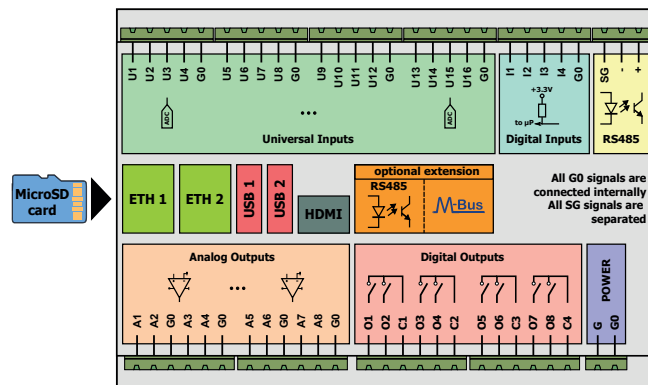 U1 U2 U3 U4 G0 U5 U6 U7 U8 G0 U9 U10 U11 U12 G0 U13 U14 U15 U16 G0 I1 I2 I3 I4 G0 SG - +
+3.3V
ADC ... ADC to µP
Universal Inputs Digital Inputs RS485
MicroSD
card
ETH 1 ETH 2 USB 1 USB 2 HDMI
optional extension
RS485 M-Bus
All G0 signals are
connected internally
All SG signals are
separated
Analog Outputs Digital Outputs POWER
...
A1 A2 G0 A3 A4 G0 A5 A6 G0 A7 A8 G0 O1 O2 C1 O3 O4 C2 O5 O6 C3 O7 O8 C4 G G0